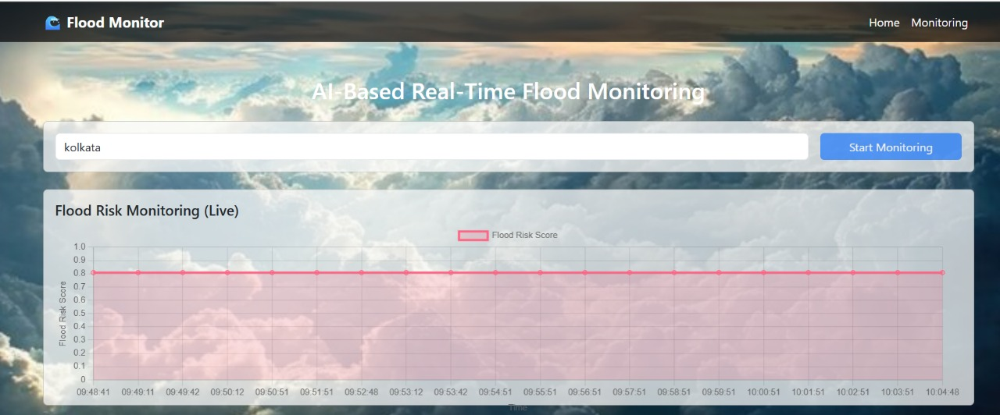 Flood Monitor Home Monitoring
AI-Based Real-Time Flood Monitoring
kolkata Start Monitoring
Flood Risk Monitoring (Live)
Flood Risk Score
1.0
0.9
0.8
0.7
0.6
0.5
0.4
0.3
0.2
0.1
0
Flood Risk Score
09:48:41 09:49:11 09:49:42 09:50:12 09:50:51 09:51:51 09:52:48 09:53:12 09:53:42 09:54:51 09:55:51 09:56:51 09:57:51 09:58:51 09:59:51 10:00:51 10:01:51 10:02:51 10:03:51 10:04:48
Time